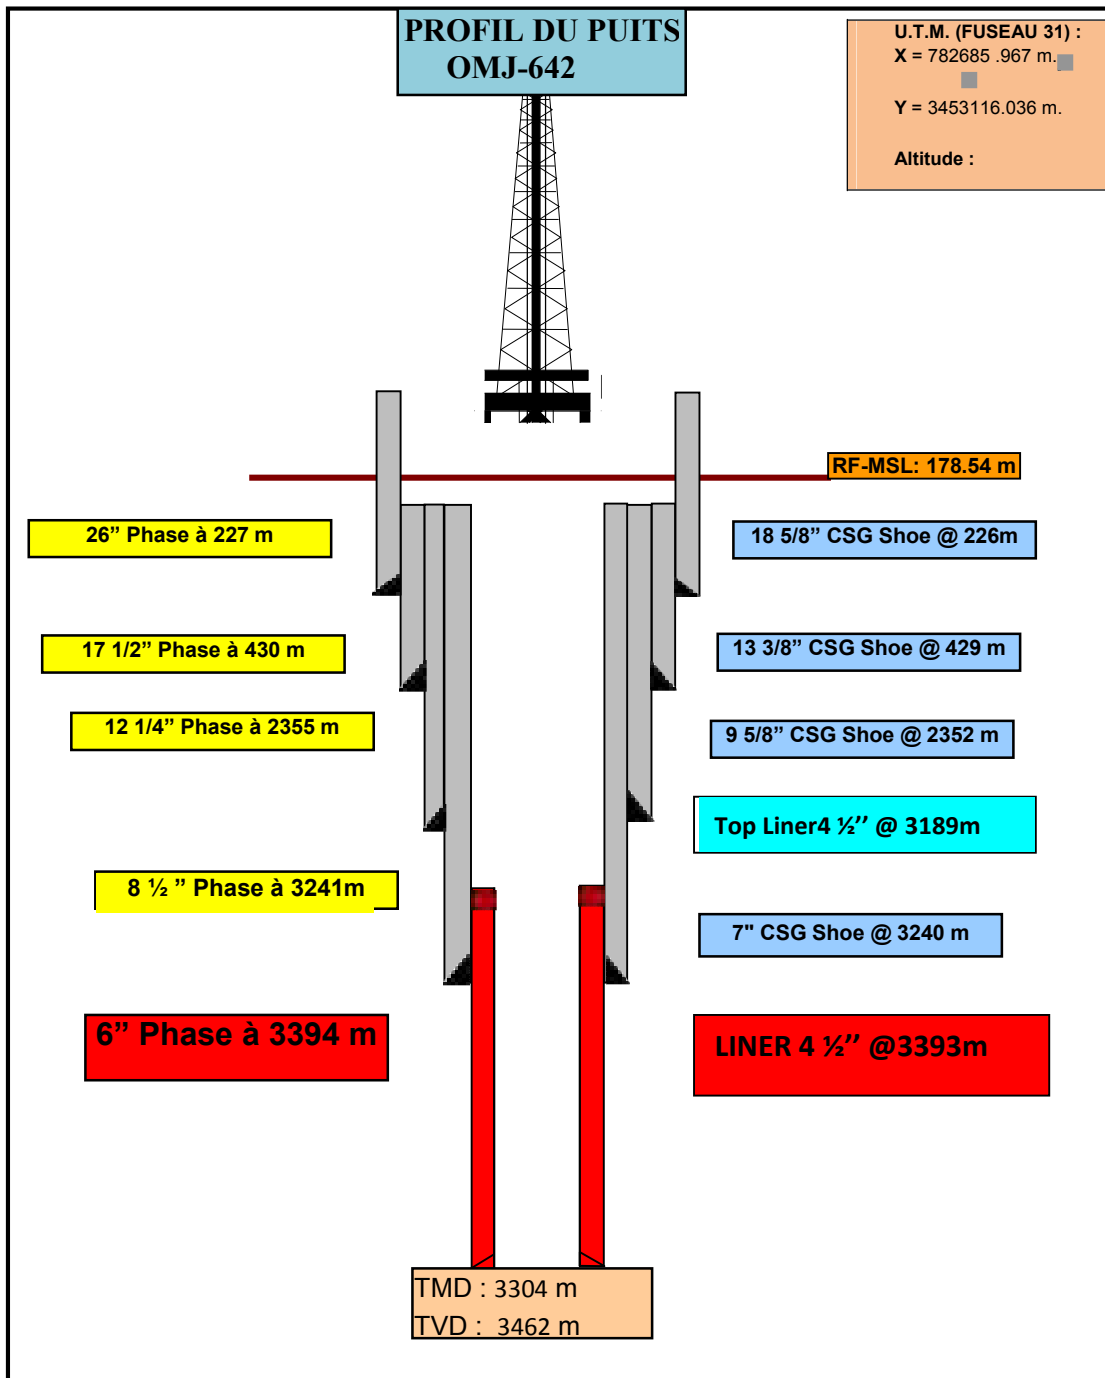 PROFIL DU PUITS
OMJ-642
U.T.M. (FUSEAU 31) :
X = 782685 .967 m.
Y = 3453116.036 m.
Altitude :
RF-MSL: 178.54 m
26” Phase à 227 m
18 5/8” CSG Shoe @ 226m
17 1/2” Phase à 430 m
13 3/8” CSG Shoe @ 429 m
12 1/4” Phase à 2355 m
9 5/8” CSG Shoe @ 2352 m
Top Liner4 ½’’ @ 3189m
8 ½ ” Phase à 3241m
7" CSG Shoe @ 3240 m
6” Phase à 3394 m
LINER 4 ½’’ @3393m
TMD : 3304 m
TVD : 3462 m